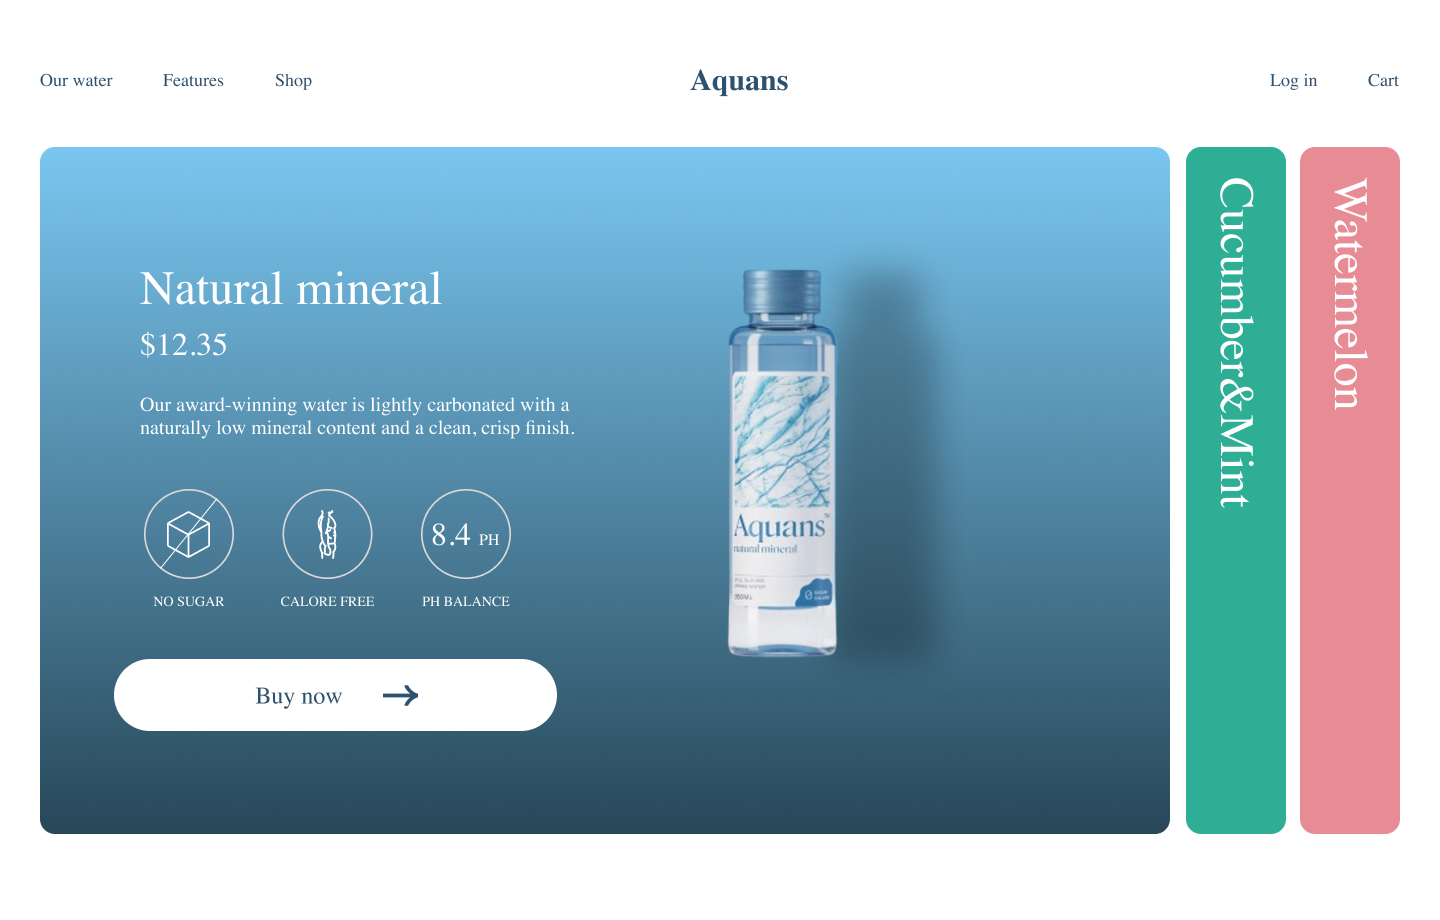 Our water
Features
Shop
Aquans
Log in
Cart
Natural mineral
$12.35
Our award-winning water is lightly carbonated with a
naturally low mineral content and a clean, crisp finish.
8.4 PH
NO SUGAR
CALORE FREE
PH BALANCE
Buy now
Aquans™
natural mineral
350ML
Cucumber&Mint
Watermelon